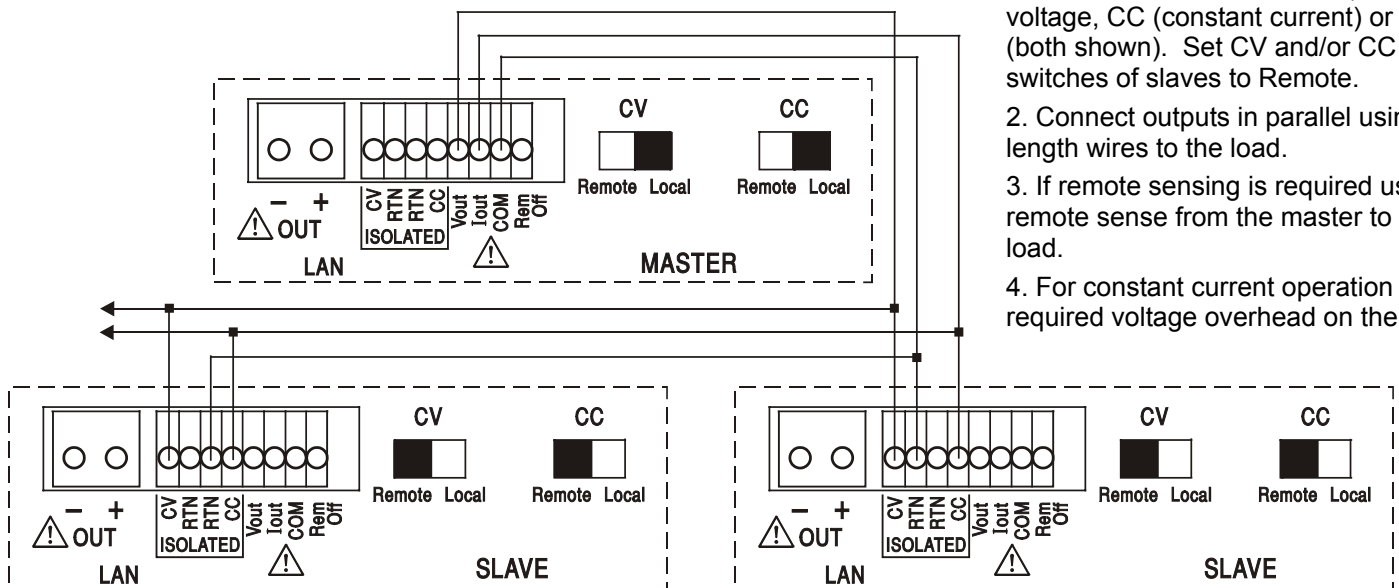 voltage, CC (constant current) or
(both shown). Set CV and/or CC
switches of slaves to Remote.
2. Connect outputs in parallel usin
length wires to the load.
3. If remote sensing is required us
remote sense from the master to
load.
4. For constant current operation
required voltage overhead on the
CV
CC
Remote Local
Remote Local
- +
OUT
CV
RTN
RTN
CC
Vout
Iout
COM
Rem
Off
ISOLATED
LAN
MASTER
CV
CC
Remote Local
Remote Local
- +
OUT
CV
RTN
RTN
CC
Vout
Iout
COM
Rem
Off
ISOLATED
LAN
SLAVE
CV
CC
Remote Local
Remote Local
- +
OUT
CV
RTN
RTN
CC
Vout
Iout
COM
Rem
Off
ISOLATED
LAN
SLAVE